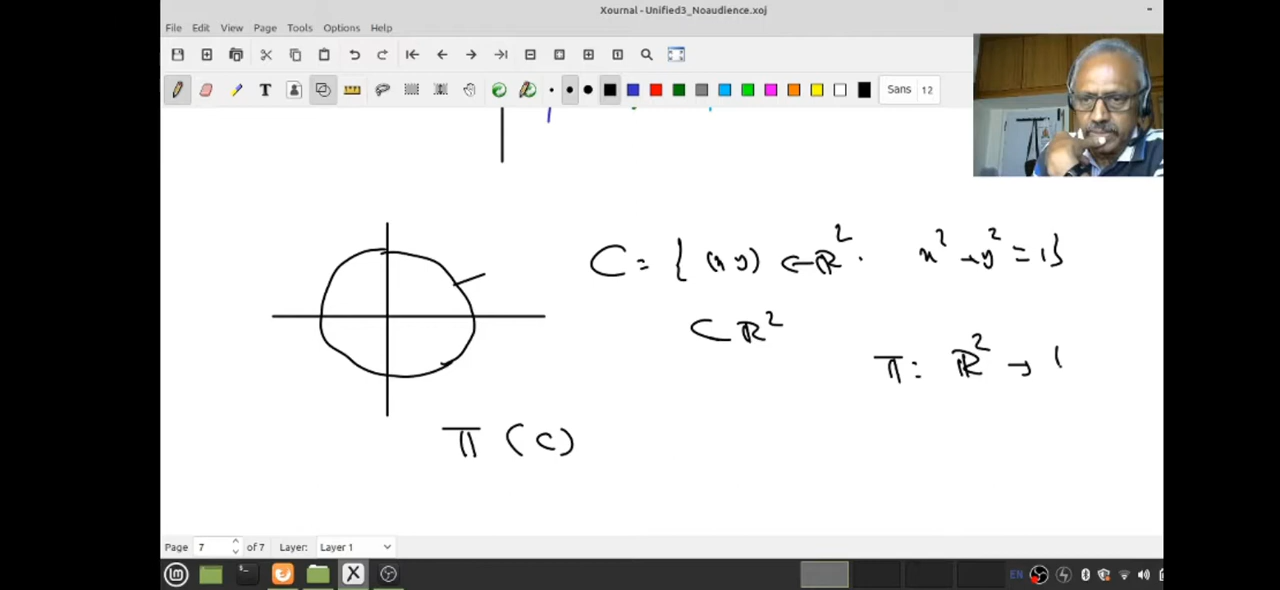 Xournal - Unified3_Noaudience.xoj
File Edit View Page Tools Options Help
Sans 12
C = { (x y) ∈ ℝ². x² + y² = 1}
⊂ ℝ²
π : ℝ² → (
π (C)
Page 7 of 7 Layer: Layer 1
EN